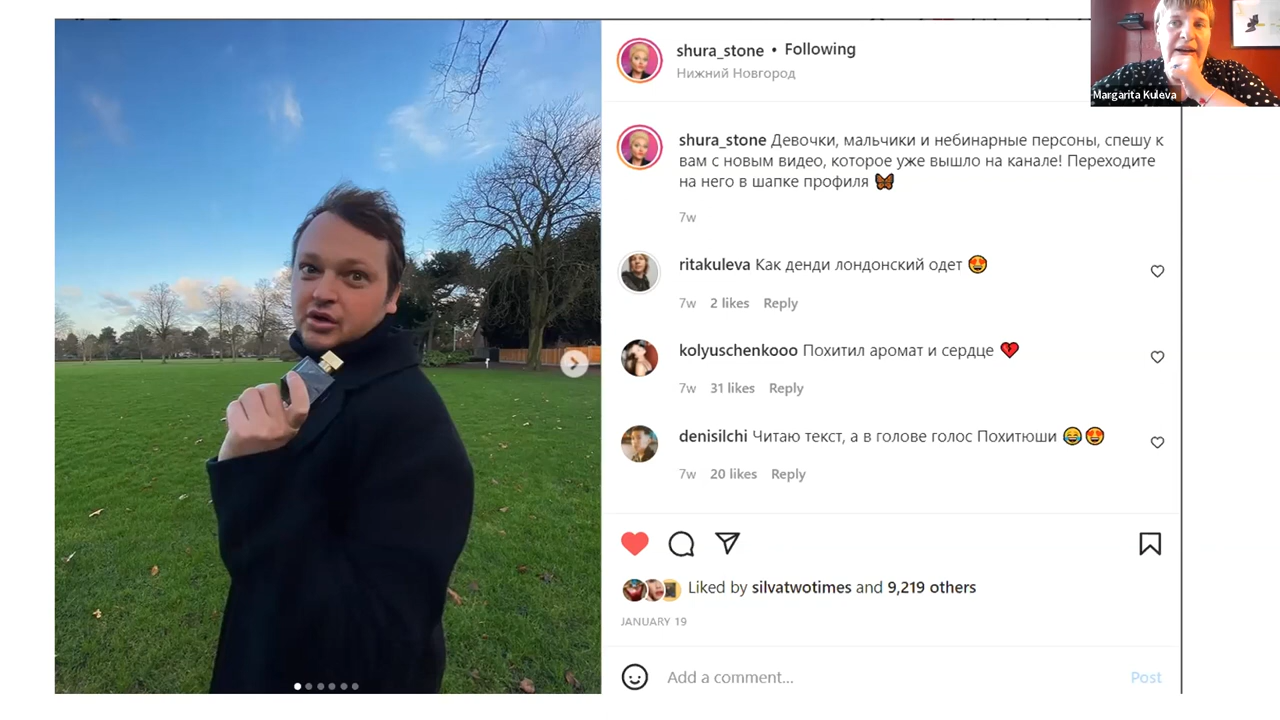 shura_stone • Following
Нижний Новгород
Margarita Kuleva
shura_stone Девочки, мальчики и небинарные персоны, спешу к
вам с новым видео, которое уже вышло на канале! Переходите
на него в шапке профиля 🦋
7w
ritakuleva Как денди лондонский одет 😍
7w 2 likes Reply
kolyuschenkooo Похитил аромат и сердце 💔
7w 31 likes Reply
denisilchi Читаю текст, а в голове голос Похитюши 😂😍
7w 20 likes Reply
Liked by silvatwotimes and 9,219 others
JANUARY 19
Add a comment... Post